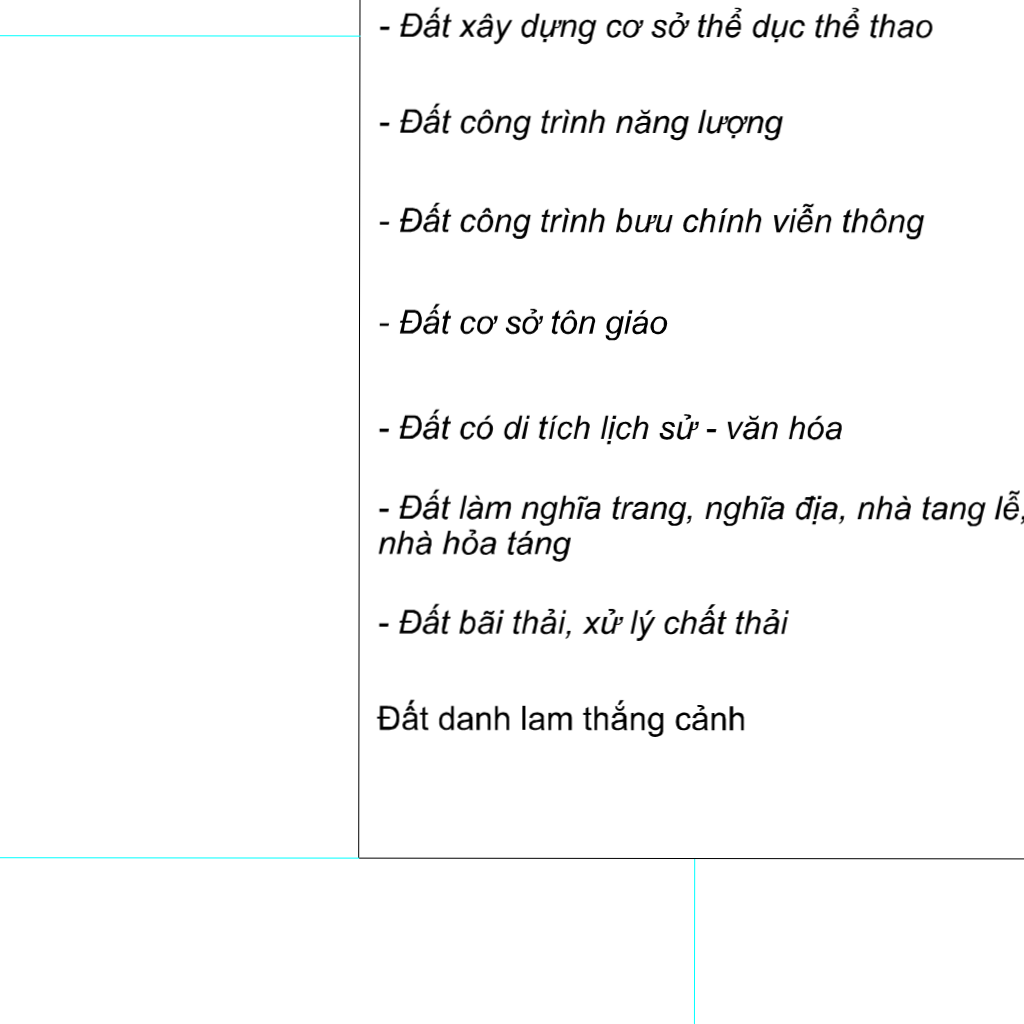 - Đất xây dựng cơ sở thể dục thể thao
- Đất công trình năng lượng
- Đất công trình bưu chính viễn thông
- Đất cơ sở tôn giáo
- Đất có di tích lịch sử - văn hóa
- Đất làm nghĩa trang, nghĩa địa, nhà tang lễ,
nhà hỏa táng
- Đất bãi thải, xử lý chất thải
Đất danh lam thắng cảnh